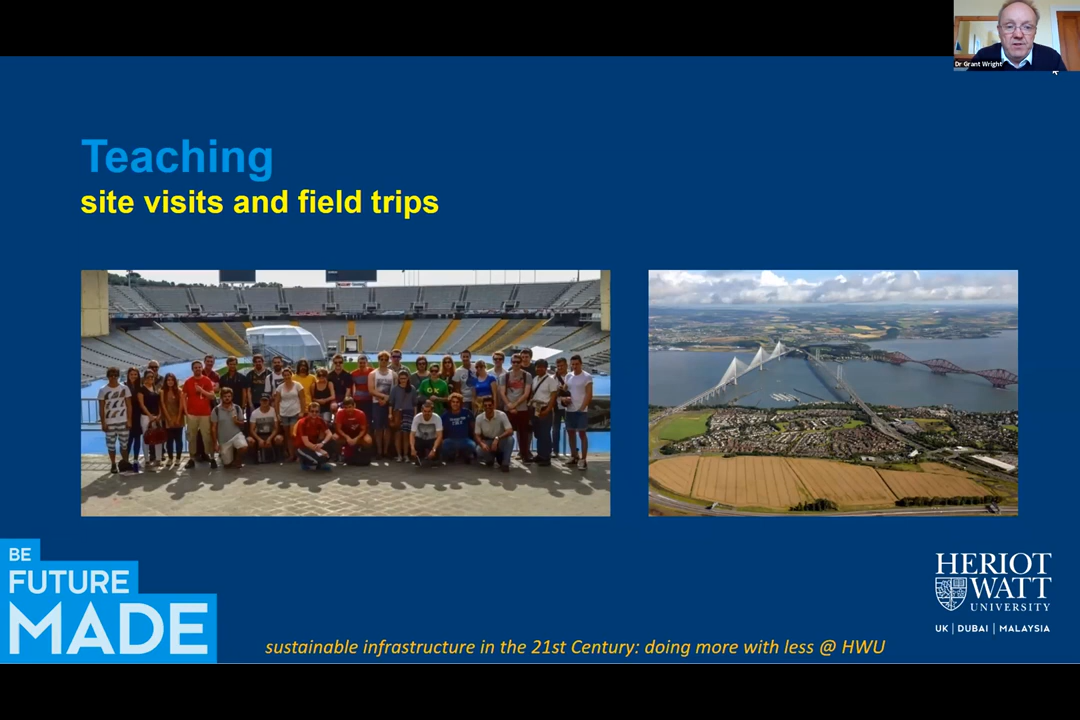 Dr Grant Wright
Teaching
site visits and field trips
BE
FUTURE
MADE
HERIOT
WATT
UNIVERSITY
UK | DUBAI | MALAYSIA
sustainable infrastructure in the 21st Century: doing more with less @ HWU